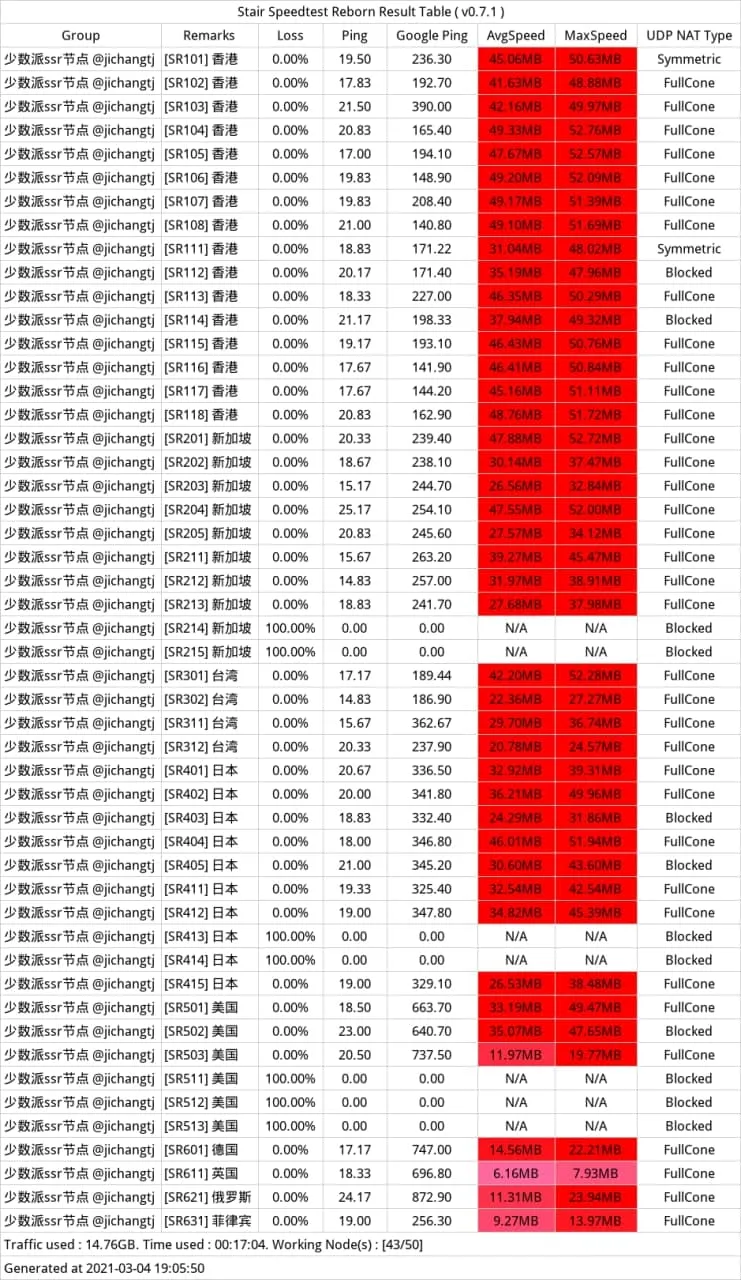 Stair Speedtest Reborn Result Table ( v0.7.1 )
Group Remarks Loss Ping Google Ping AvgSpeed MaxSpeed UDP NAT Type
少数派ssr节点 @jichangtj [SR101] 香港 0.00% 19.50 236.30 45.06MB 50.63MB Symmetric
少数派ssr节点 @jichangtj [SR102] 香港 0.00% 17.83 192.70 41.63MB 48.88MB FullCone
少数派ssr节点 @jichangtj [SR103] 香港 0.00% 21.50 390.00 42.16MB 49.97MB FullCone
少数派ssr节点 @jichangtj [SR104] 香港 0.00% 20.83 165.40 49.33MB 52.76MB FullCone
少数派ssr节点 @jichangtj [SR105] 香港 0.00% 17.00 194.10 47.67MB 52.57MB FullCone
少数派ssr节点 @jichangtj [SR106] 香港 0.00% 19.83 148.90 49.20MB 52.09MB FullCone
少数派ssr节点 @jichangtj [SR107] 香港 0.00% 19.83 208.40 49.17MB 51.39MB FullCone
少数派ssr节点 @jichangtj [SR108] 香港 0.00% 21.00 140.80 49.10MB 51.69MB FullCone
少数派ssr节点 @jichangtj [SR111] 香港 0.00% 18.83 171.22 31.04MB 48.02MB Symmetric
少数派ssr节点 @jichangtj [SR112] 香港 0.00% 20.17 171.40 35.19MB 47.96MB Blocked
少数派ssr节点 @jichangtj [SR113] 香港 0.00% 18.33 227.00 46.35MB 50.29MB FullCone
少数派ssr节点 @jichangtj [SR114] 香港 0.00% 21.17 198.33 37.94MB 49.32MB Blocked
少数派ssr节点 @jichangtj [SR115] 香港 0.00% 19.17 193.10 46.43MB 50.76MB FullCone
少数派ssr节点 @jichangtj [SR116] 香港 0.00% 17.67 141.90 46.41MB 50.84MB FullCone
少数派ssr节点 @jichangtj [SR117] 香港 0.00% 17.67 144.20 45.16MB 51.11MB FullCone
少数派ssr节点 @jichangtj [SR118] 香港 0.00% 20.83 162.90 48.76MB 51.72MB FullCone
少数派ssr节点 @jichangtj [SR201] 新加坡 0.00% 20.33 239.40 47.88MB 52.72MB FullCone
少数派ssr节点 @jichangtj [SR202] 新加坡 0.00% 18.67 238.10 30.14MB 37.47MB FullCone
少数派ssr节点 @jichangtj [SR203] 新加坡 0.00% 15.17 244.70 26.56MB 32.84MB FullCone
少数派ssr节点 @jichangtj [SR204] 新加坡 0.00% 25.17 254.10 47.55MB 52.00MB FullCone
少数派ssr节点 @jichangtj [SR205] 新加坡 0.00% 20.83 245.60 27.57MB 34.12MB FullCone
少数派ssr节点 @jichangtj [SR211] 新加坡 0.00% 15.67 263.20 39.27MB 45.47MB FullCone
少数派ssr节点 @jichangtj [SR212] 新加坡 0.00% 14.83 257.00 31.97MB 38.91MB FullCone
少数派ssr节点 @jichangtj [SR213] 新加坡 0.00% 18.83 241.70 27.68MB 37.98MB FullCone
少数派ssr节点 @jichangtj [SR214] 新加坡 100.00% 0.00 0.00 N/A N/A Blocked
少数派ssr节点 @jichangtj [SR215] 新加坡 100.00% 0.00 0.00 N/A N/A Blocked
少数派ssr节点 @jichangtj [SR301] 台湾 0.00% 17.17 189.44 42.20MB 52.28MB FullCone
少数派ssr节点 @jichangtj [SR302] 台湾 0.00% 14.83 186.90 22.36MB 27.27MB FullCone
少数派ssr节点 @jichangtj [SR311] 台湾 0.00% 15.67 362.67 29.70MB 36.74MB FullCone
少数派ssr节点 @jichangtj [SR312] 台湾 0.00% 20.33 237.90 20.78MB 24.57MB FullCone
少数派ssr节点 @jichangtj [SR401] 日本 0.00% 20.67 336.50 32.92MB 39.31MB FullCone
少数派ssr节点 @jichangtj [SR402] 日本 0.00% 20.00 341.80 36.21MB 49.96MB FullCone
少数派ssr节点 @jichangtj [SR403] 日本 0.00% 18.83 332.40 24.29MB 31.86MB Blocked
少数派ssr节点 @jichangtj [SR404] 日本 0.00% 18.00 346.80 46.01MB 51.94MB FullCone
少数派ssr节点 @jichangtj [SR405] 日本 0.00% 21.00 345.20 30.60MB 43.60MB Blocked
少数派ssr节点 @jichangtj [SR411] 日本 0.00% 19.33 325.40 32.54MB 42.54MB FullCone
少数派ssr节点 @jichangtj [SR412] 日本 0.00% 19.00 347.80 34.82MB 45.39MB FullCone
少数派ssr节点 @jichangtj [SR413] 日本 100.00% 0.00 0.00 N/A N/A Blocked
少数派ssr节点 @jichangtj [SR414] 日本 100.00% 0.00 0.00 N/A N/A Blocked
少数派ssr节点 @jichangtj [SR415] 日本 0.00% 19.00 329.10 26.53MB 38.48MB FullCone
少数派ssr节点 @jichangtj [SR501] 美国 0.00% 18.50 663.70 33.19MB 49.47MB FullCone
少数派ssr节点 @jichangtj [SR502] 美国 0.00% 23.00 640.70 35.07MB 47.65MB Blocked
少数派ssr节点 @jichangtj [SR503] 美国 0.00% 20.50 737.50 11.97MB 19.77MB FullCone
少数派ssr节点 @jichangtj [SR511] 美国 100.00% 0.00 0.00 N/A N/A Blocked
少数派ssr节点 @jichangtj [SR512] 美国 100.00% 0.00 0.00 N/A N/A Blocked
少数派ssr节点 @jichangtj [SR513] 美国 100.00% 0.00 0.00 N/A N/A Blocked
少数派ssr节点 @jichangtj [SR601] 德国 0.00% 17.17 747.00 14.56MB 22.21MB FullCone
少数派ssr节点 @jichangtj [SR611] 英国 0.00% 18.33 696.80 6.16MB 7.93MB FullCone
少数派ssr节点 @jichangtj [SR621] 俄罗斯 0.00% 24.17 872.90 11.31MB 23.94MB FullCone
少数派ssr节点 @jichangtj [SR631] 菲律宾 0.00% 19.00 256.30 9.27MB 13.97MB FullCone
Traffic used : 14.76GB. Time used : 00:17:04. Working Node(s) : [43/50]
Generated at 2021-03-04 19:05:50